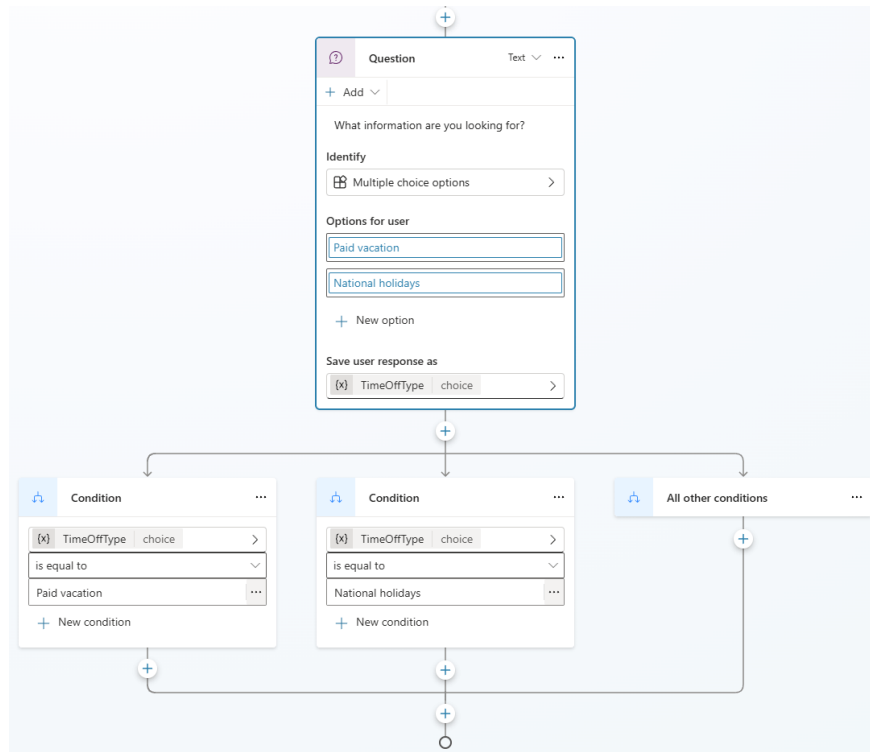 Question
Text
Add
What information are you looking for?
Identify
Multiple choice options
Options for user
Paid vacation
National holidays
New option
Save user response as
{x} TimeOffType choice
Condition
{x} TimeOffType choice
is equal to
Paid vacation
New condition
Condition
{x} TimeOffType choice
is equal to
National holidays
New condition
All other conditions